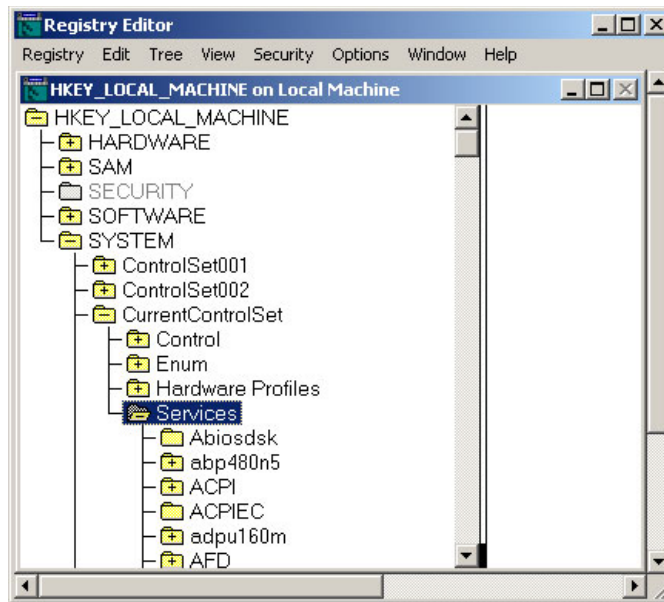 Registry Editor
Registry Edit Tree View Security Options Window Help
HKEY_LOCAL_MACHINE on Local Machine
HKEY_LOCAL_MACHINE
HARDWARE
SAM
SECURITY
SOFTWARE
SYSTEM
ControlSet001
ControlSet002
CurrentControlSet
Control
Enum
Hardware Profiles
Services
Abiosdsk
abp480n5
ACPI
ACPIEC
adpu160m
AFD